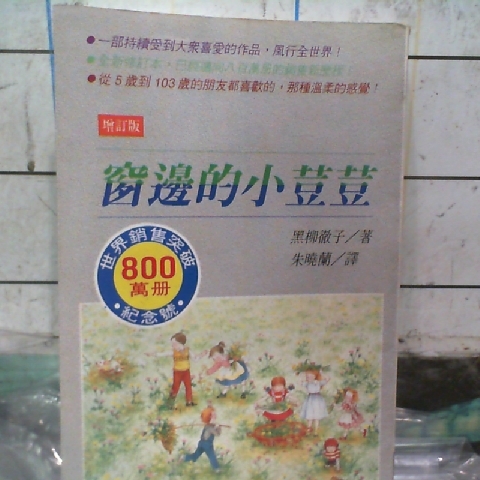 ●一部持續受到大眾喜愛的作品，風行全世界！
●從5歲到103歲的朋友都喜歡的，那種溫柔的感覺！
增訂版
窗邊的小荳荳
黑柳徹子／著
朱曉蘭／譯
世界銷售突破
800
萬冊
•紀念號•